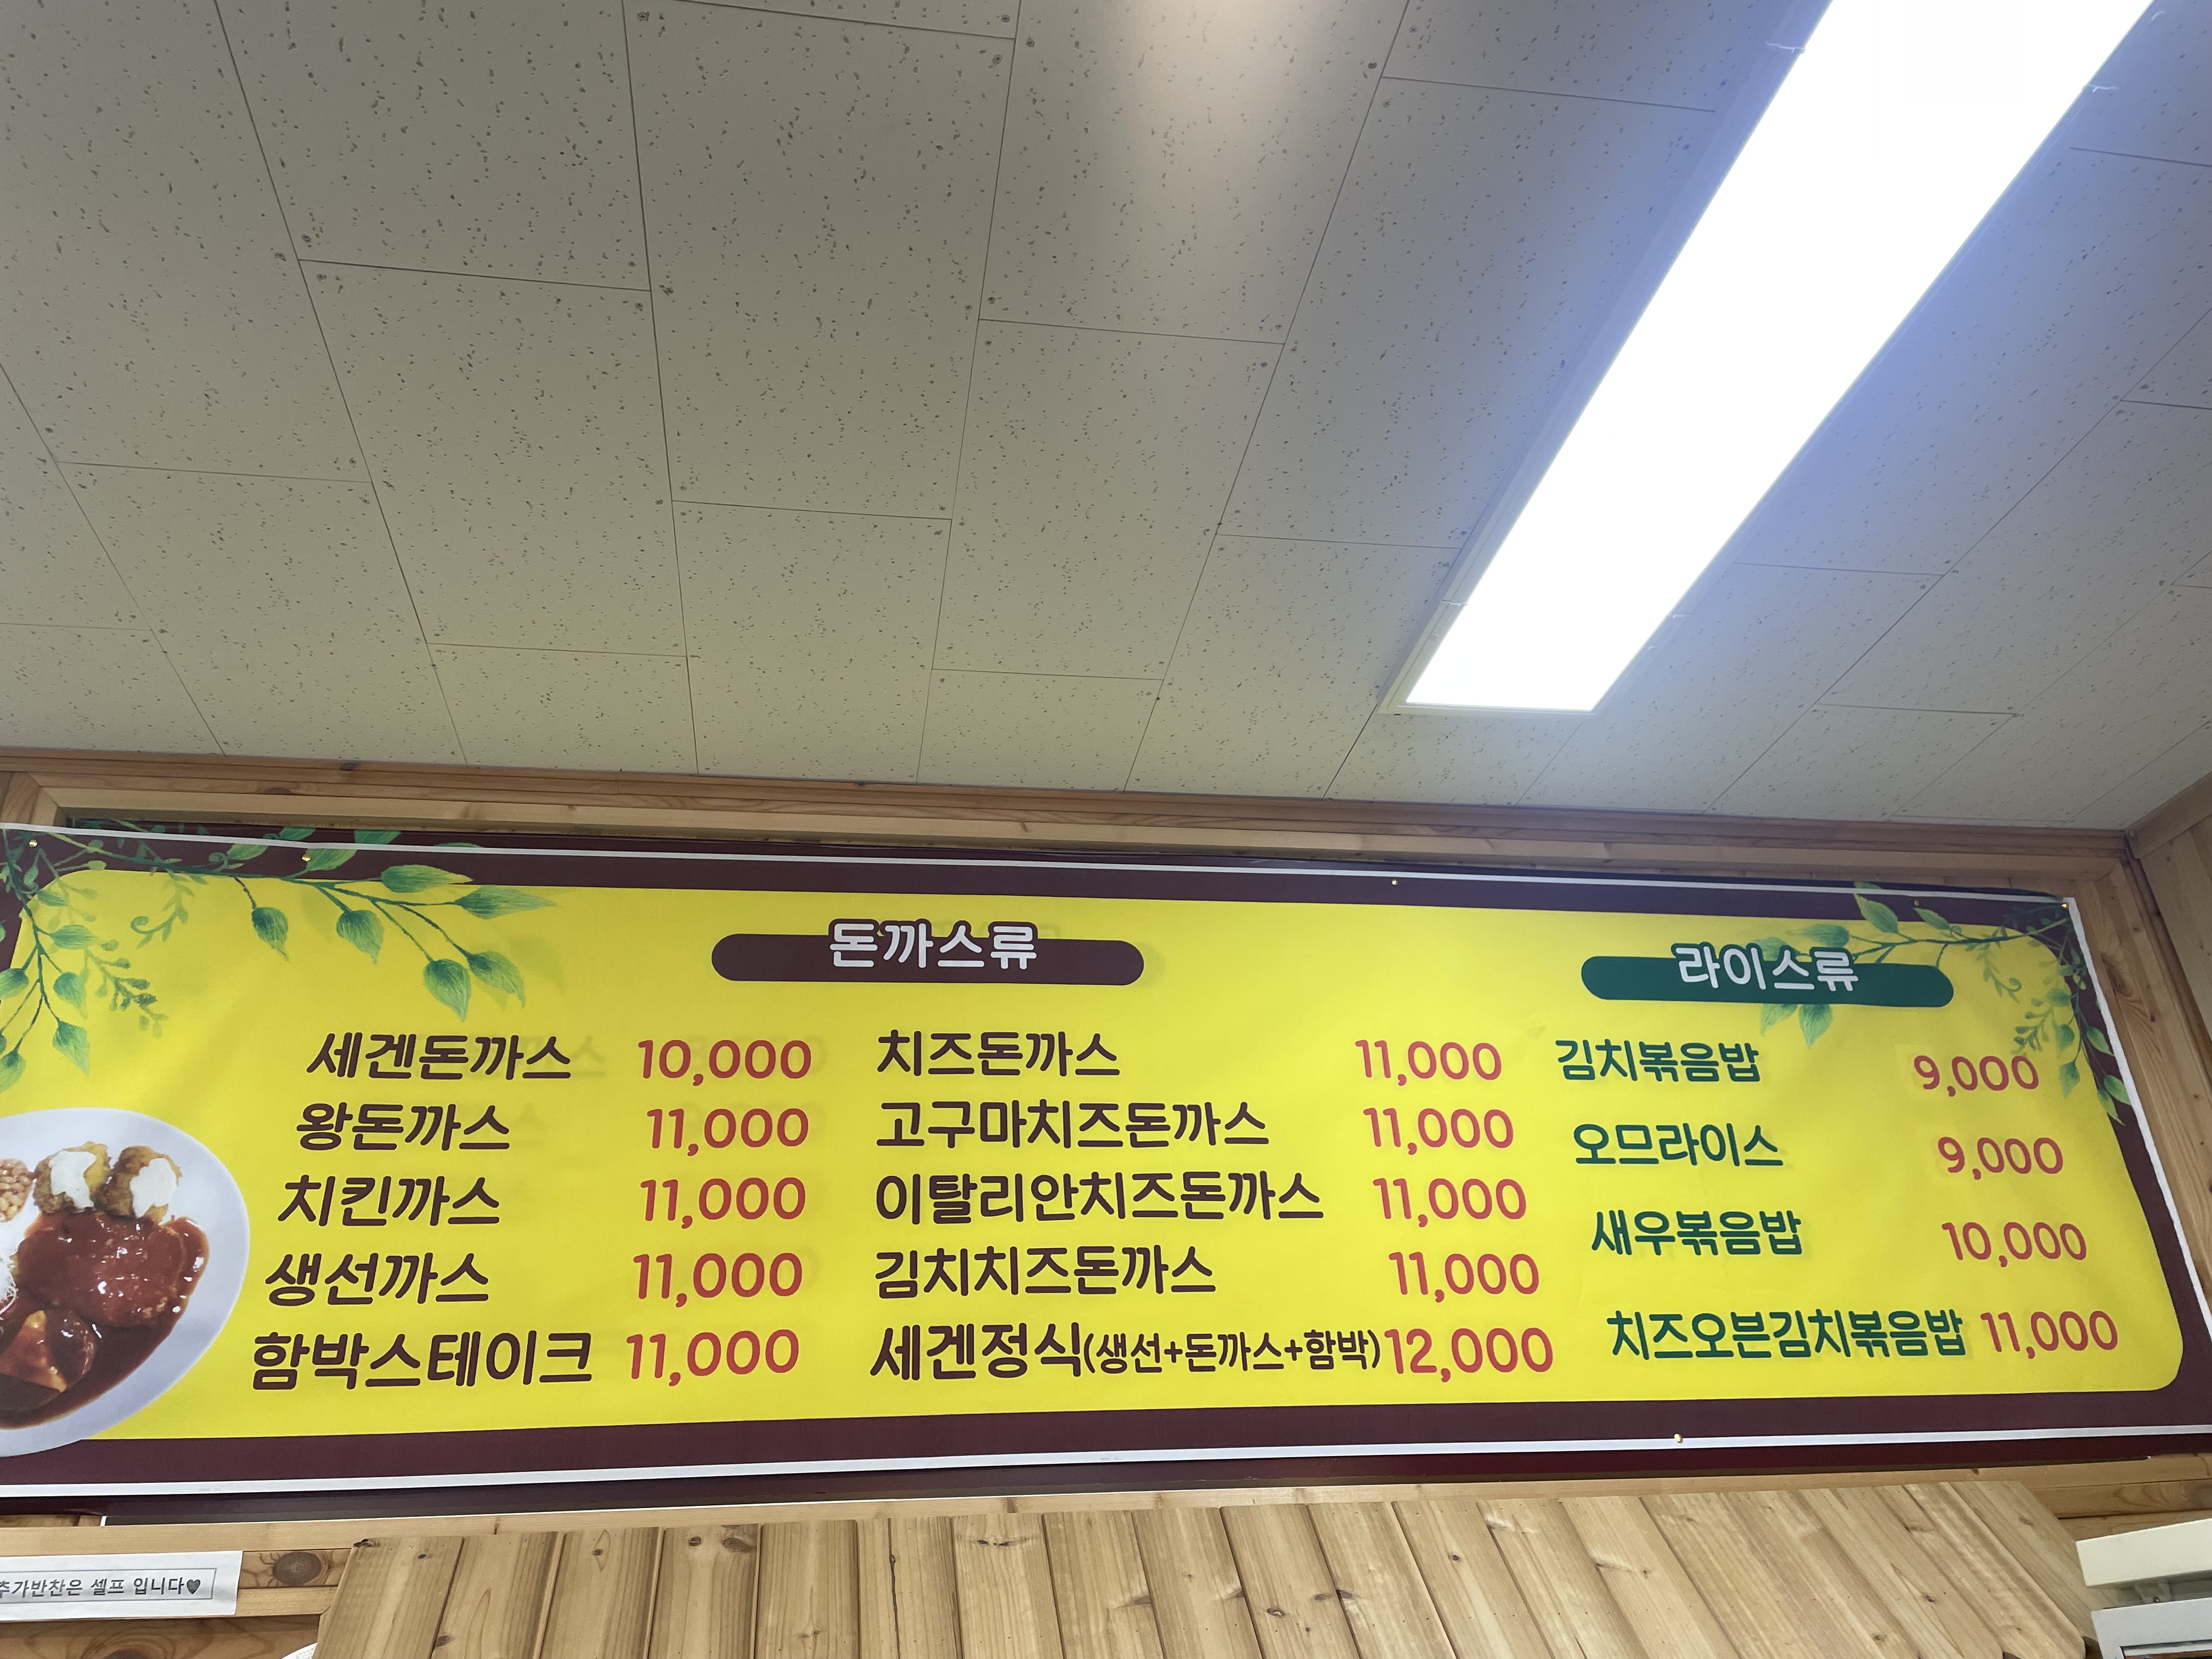 돈까스류
세겐돈까스 10,000
왕돈까스 11,000
치킨까스 11,000
생선까스 11,000
함박스테이크 11,000
치즈돈까스 11,000
고구마치즈돈까스 11,000
이탈리안치즈돈까스 11,000
김치치즈돈까스 11,000
세겐정식(생선+돈까스+함박) 12,000
라이스류
김치볶음밥 9,000
오므라이스 9,000
새우볶음밥 10,000
치즈오븐김치볶음밥 11,000
추가반찬은 셀프 입니다♥